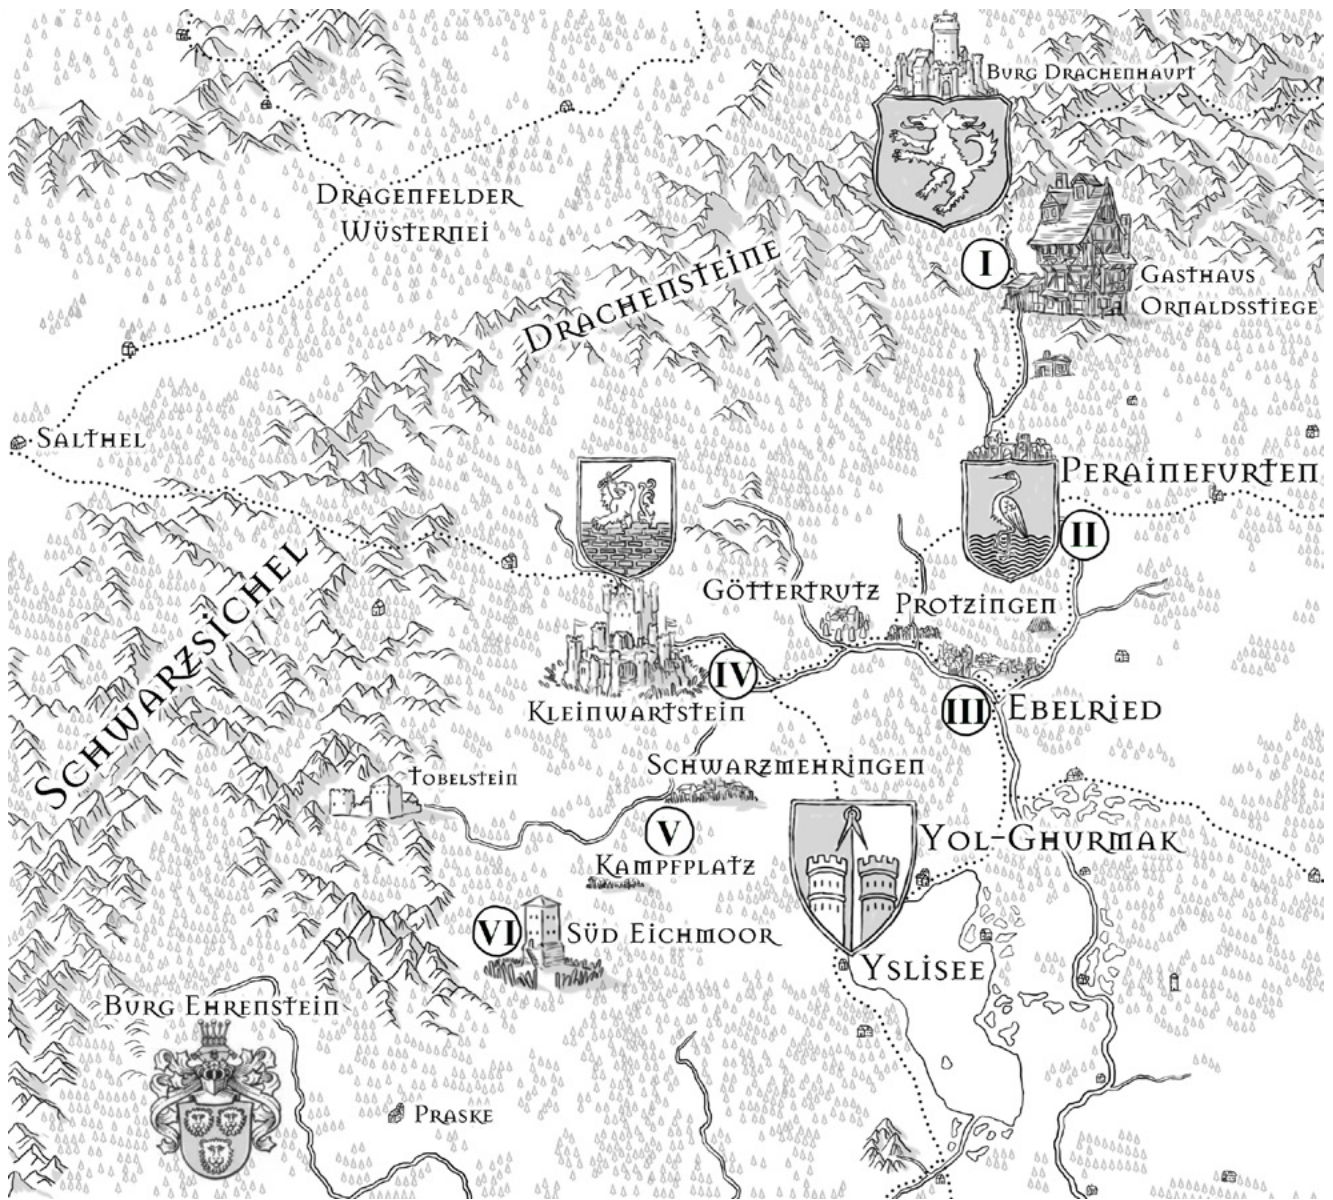 Burg Drachenhaupt
Dragenfelder
Wüsternei
Drachensteine
I
Gasthaus
Ornaldsstiege
Salthel
Perainefurten
II
Schwarzsichel
Göttertrutz
Protzingen
IV
III
Ebelried
Kleinwartstein
Tobelstein
Schwarzmehringen
V
Kampfplatz
Yol-Ghurmak
VI
Süd Eichmoor
Yslisee
Burg Ehrenstein
Praske